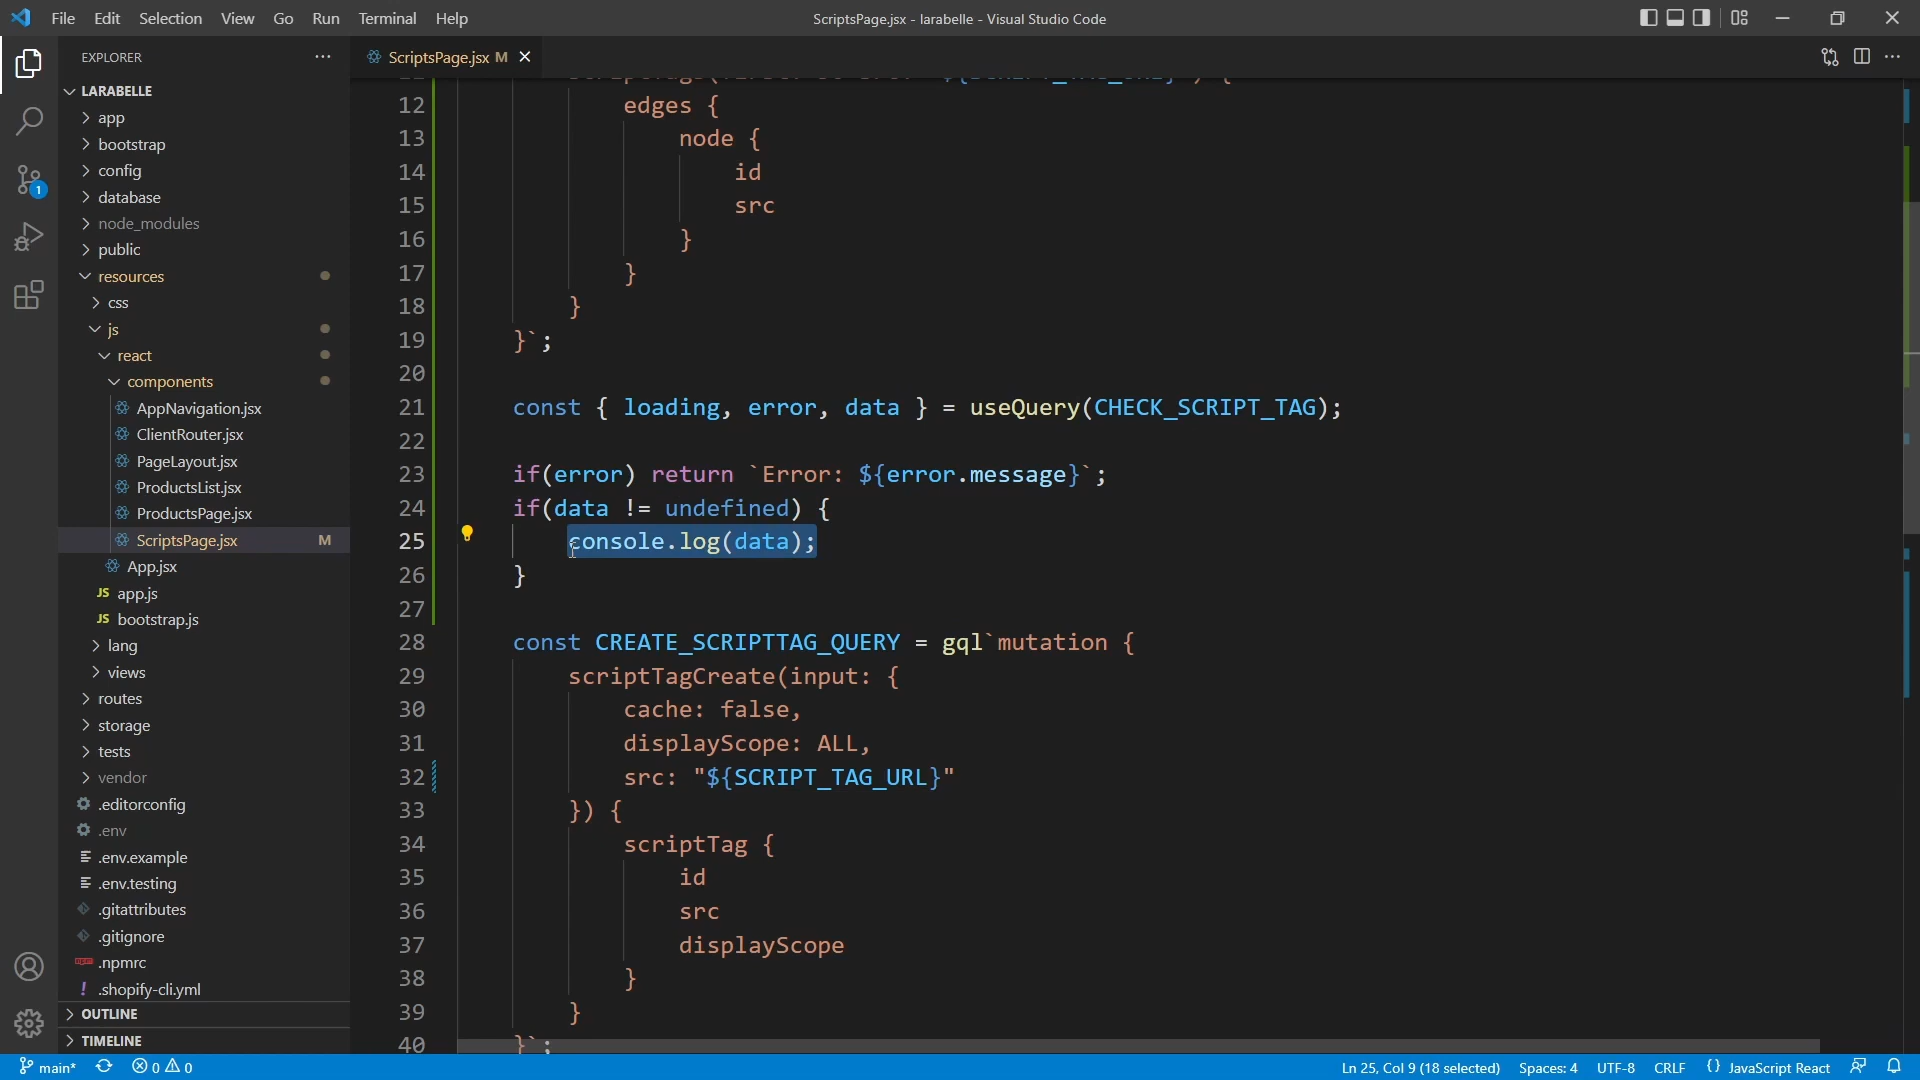 File Edit Selection View Go Run Terminal Help
ScriptsPage.jsx - larabelle - Visual Studio Code
EXPLORER
ScriptsPage.jsx M
LARABELLE
app
bootstrap
config
database
node_modules
public
resources
css
js
react
components
AppNavigation.jsx
ClientRouter.jsx
PageLayout.jsx
ProductsList.jsx
ProductsPage.jsx
ScriptsPage.jsx M
App.jsx
JS app.js
JS bootstrap.js
lang
views
routes
storage
tests
vendor
.editorconfig
.env
.env.example
.env.testing
.gitattributes
.gitignore
.npmrc
! .shopify-cli.yml
OUTLINE
TIMELINE
1
12 edges {
13 node {
14 id
15 src
16 }
17 }
18 }
19 }`;
20
21 const { loading, error, data } = useQuery(CHECK_SCRIPT_TAG);
22
23 if(error) return `Error: ${error.message}`;
24 if(data != undefined) {
25 console.log(data);
26 }
27
28 const CREATE_SCRIPTTAG_QUERY = gql`mutation {
29 scriptTagCreate(input: {
30 cache: false,
31 displayScope: ALL,
32 src: "${SCRIPT_TAG_URL}"
33 }) {
34 scriptTag {
35 id
36 src
37 displayScope
38 }
39 }
40 }`;
main* 0 0
Ln 25, Col 9 (18 selected) Spaces: 4 UTF-8 CRLF {} JavaScript React